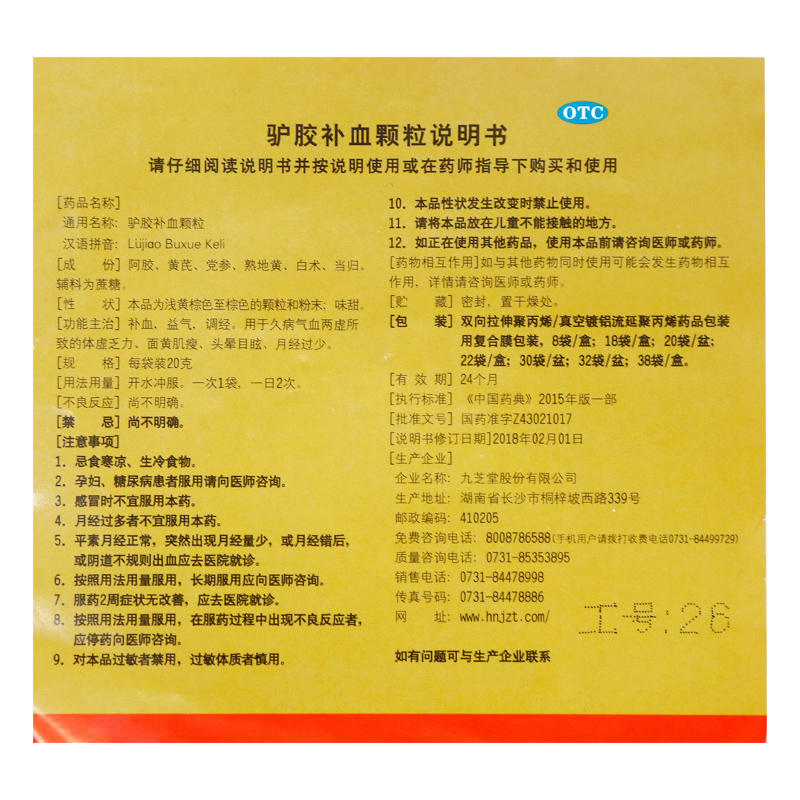 OTC
驴胶补血颗粒说明书
请仔细阅读说明书并按说明使用或在药师指导下购买和使用
[药品名称]
通用名称：驴胶补血颗粒
汉语拼音：Lüjiao Buxue Keli
[成　份] 阿胶、黄芪、党参、熟地黄、白术、当归。
辅料为蔗糖。
[性　状] 本品为浅黄棕色至棕色的颗粒和粉末；味甜。
[功能主治] 补血、益气，调经。用于久病气血两虚所
致的体虚乏力、面黄肌瘦、头晕目眩、月经过少。
[规　格] 每袋装20克
[用法用量] 开水冲服。一次1袋，一日2次。
[不良反应] 尚不明确。
[禁　忌] 尚不明确。
[注意事项]
1．忌食寒凉、生冷食物。
2．孕妇、糖尿病患者服用请向医师咨询。
3．感冒时不宜服用本药。
4．月经过多者不宜服用本药。
5．平素月经正常，突然出现月经量少，或月经错后，
或阴道不规则出血应去医院就诊。
6．按照用法用量服用，长期服用应向医师咨询。
7．服药2周症状无改善，应去医院就诊。
8．按照用法用量服用，在服药过程中出现不良反应者，
应停药向医师咨询。
9．对本品过敏者禁用，过敏体质者慎用。
10．本品性状发生改变时禁止使用。
11．请将本品放在儿童不能接触的地方。
12．如正在使用其他药品，使用本品前请咨询医师或药师。
[药物相互作用] 如与其他药物同时使用可能会发生药物相互
作用，详情请咨询医师或药师。
[贮　藏] 密封，置干燥处。
[包　装] 双向拉伸聚丙烯/真空镀铝流延聚丙烯药品包装
用复合膜包装，8袋/盒；18袋/盒；20袋/盆；
22袋/盒；30袋/盆；32袋/盆；38袋/盒。
[有 效 期] 24个月
[执行标准] 《中国药典》2015年版一部
[批准文号] 国药准字Z43021017
[说明书修订日期] 2018年02月01日
[生产企业]
企业名称：九芝堂股份有限公司
生产地址：湖南省长沙市桐梓坡西路339号
邮政编码：410205
免费咨询电话：8008786588(手机用户请拨打收费电话0731-84499729)
质量咨询电话：0731-85353895
销售电话：0731-84478998
传真号码：0731-84478886
网　址：www.hnjzt.com/
工号:26
如有问题可与生产企业联系